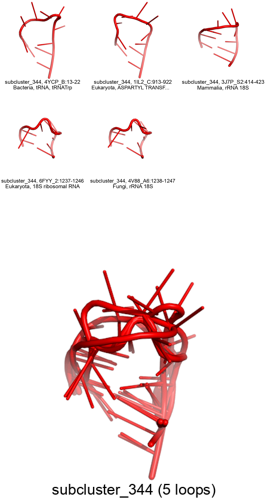 subcluster_344, 4YCP_B:13-22
Bacteria, tRNA, tRNATrp
subcluster_344, 1IL2_C:913-922
Eukaryota, ASPARTYL TRANSF...
subcluster_344, 3J7P_S2:414-423
Mammalia, rRNA 18S
subcluster_344, 6FYY_2:1237-1246
Eukaryota, 18S ribosomal RNA
subcluster_344, 4V88_A6:1238-1247
Fungi, rRNA 18S
subcluster_344 (5 loops)